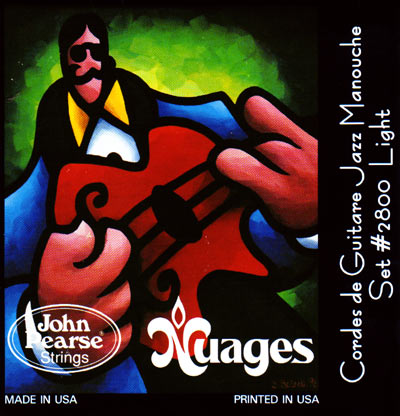 John
Pearse®
Strings
Nuages
MADE IN USA
PRINTED IN USA
Cordes de Guitare Jazz Manouche
Set #2800 Light